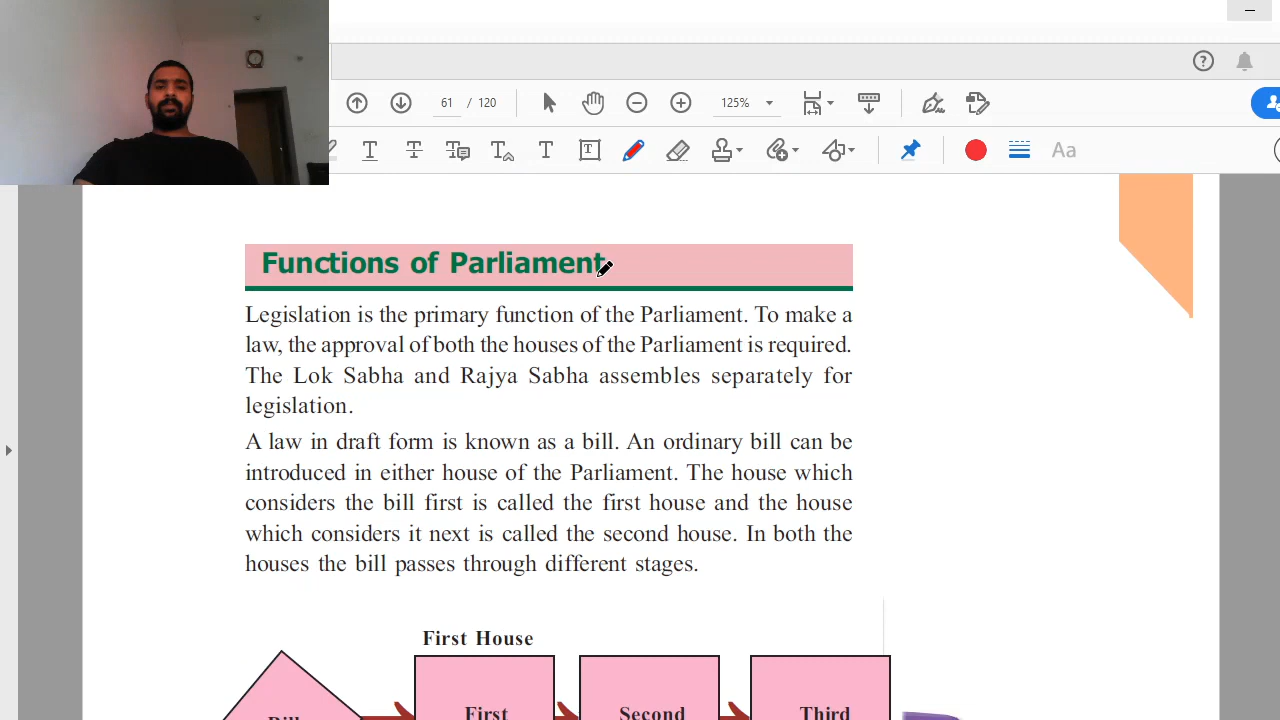 61 / 120
125%
T T T T T T
Aa
Functions of Parliament
Legislation is the primary function of the Parliament. To make a
law, the approval of both the houses of the Parliament is required.
The Lok Sabha and Rajya Sabha assembles separately for
legislation.
A law in draft form is known as a bill. An ordinary bill can be
introduced in either house of the Parliament. The house which
considers the bill first is called the first house and the house
which considers it next is called the second house. In both the
houses the bill passes through different stages.
First House
Bill First Second Third